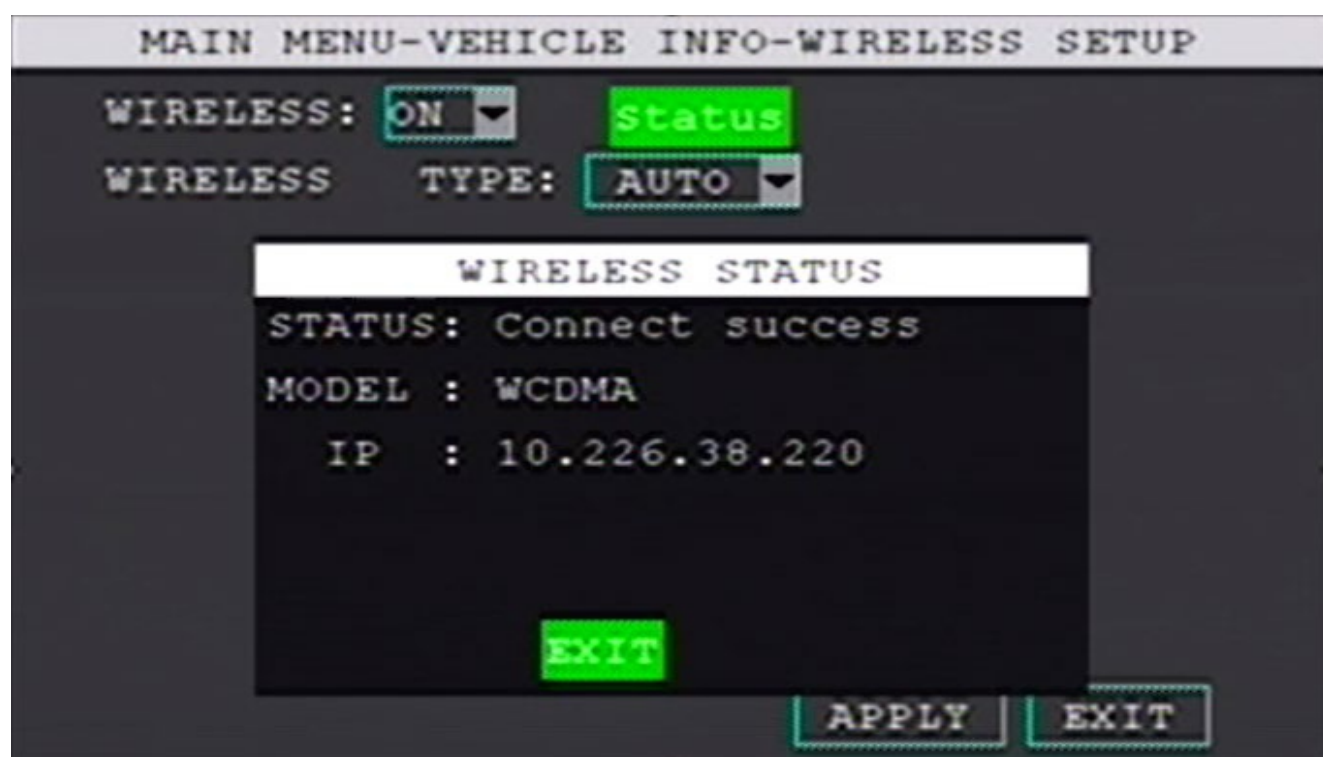 MAIN MENU-VEHICLE INFO-WIRELESS SETUP
WIRELESS: ON Status
WIRELESS TYPE: AUTO
WIRELESS STATUS
STATUS: Connect success
MODEL : WCDMA
IP : 10.226.38.220
EXIT
APPLY EXIT